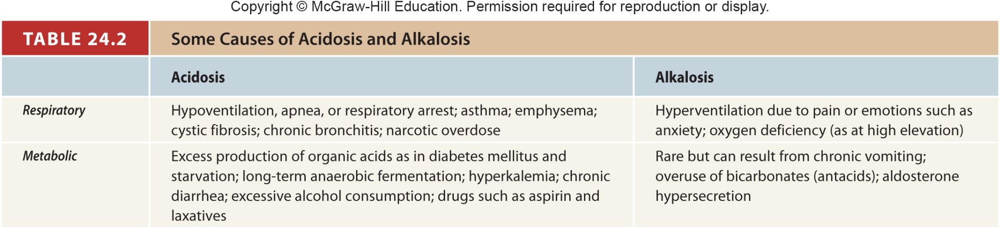 Copyright © McGraw-Hill Education. Permission required for reproduction or display.
TABLE 24.2
Some Causes of Acidosis and Alkalosis
Acidosis
Alkalosis
Respiratory
Hypoventilation, apnea, or respiratory arrest; asthma; emphysema;
cystic fibrosis; chronic bronchitis; narcotic overdose
Hyperventilation due to pain or emotions such as
anxiety; oxygen deficiency (as at high elevation)
Metabolic
Excess production of organic acids as in diabetes mellitus and
starvation; long-term anaerobic fermentation; hyperkalemia; chronic
diarrhea; excessive alcohol consumption; drugs such as aspirin and
laxatives
Rare but can result from chronic vomiting;
overuse of bicarbonates (antacids); aldosterone
hypersecretion